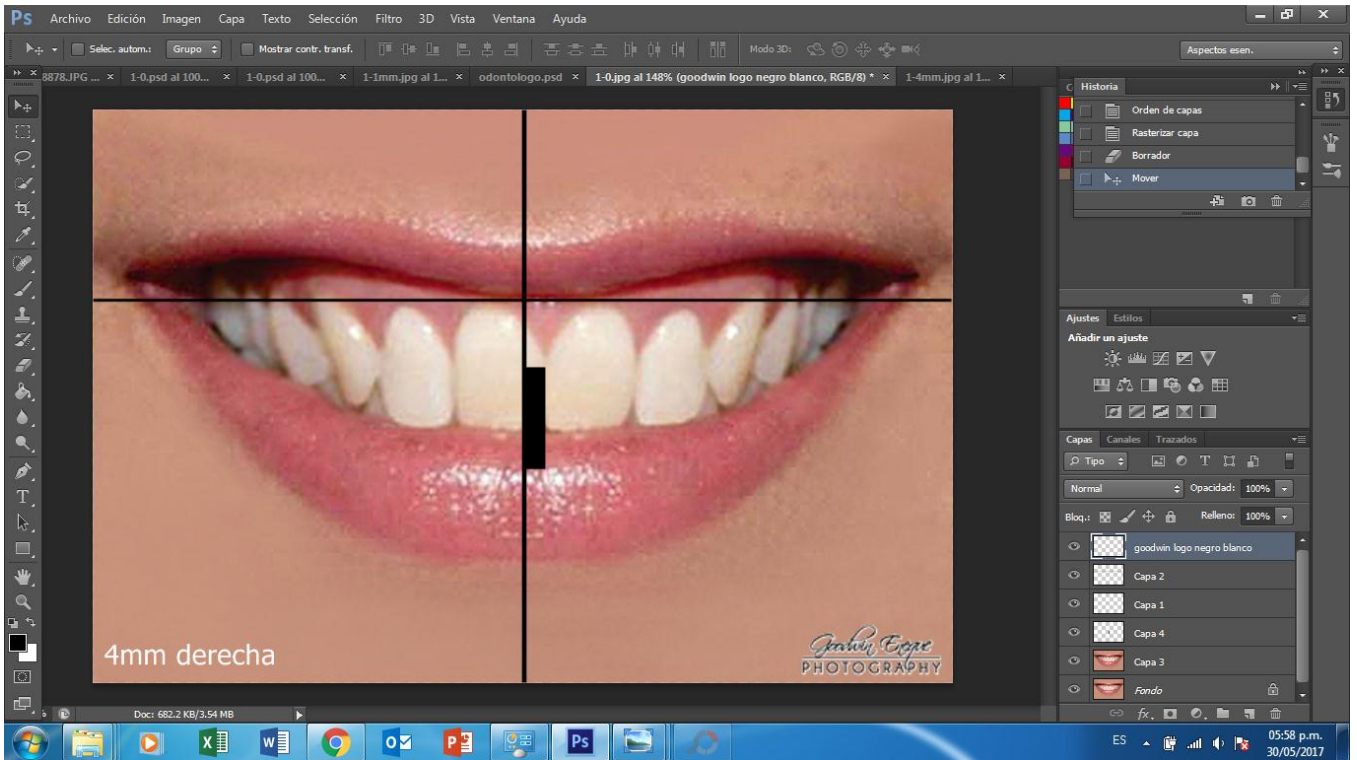 Ps Archivo Edición Imagen Capa Texto Selección Filtro 3D Vista Ventana Ayuda
Selec. autom.: Grupo Mostrar contr. transf. Modo 3D: Aspectos esen.
8878.JPG ... × 1-0.psd al 100... × 1-0.psd al 100... × 1-1mm.jpg al 1... × odontologo.psd × 1-0.jpg al 148% (goodwin logo negro blanco, RGB/8) * × 1-4mm.jpg al 1... ×
Historia
Orden de capas
Rasterizar capa
Borrador
Mover
Ajustes Estilos
Añadir un ajuste
Capas Canales Trazados
Tipo
Normal Opacidad: 100%
Bloq.: Relleno: 100%
goodwin logo negro blanco
Capa 2
Capa 1
Capa 4
Capa 3
Fondo
4mm derecha
PHOTOGRAPHY
Doc: 682.2 KB/3.54 MB
Ps
ES
05:58 p.m.
30/05/2017